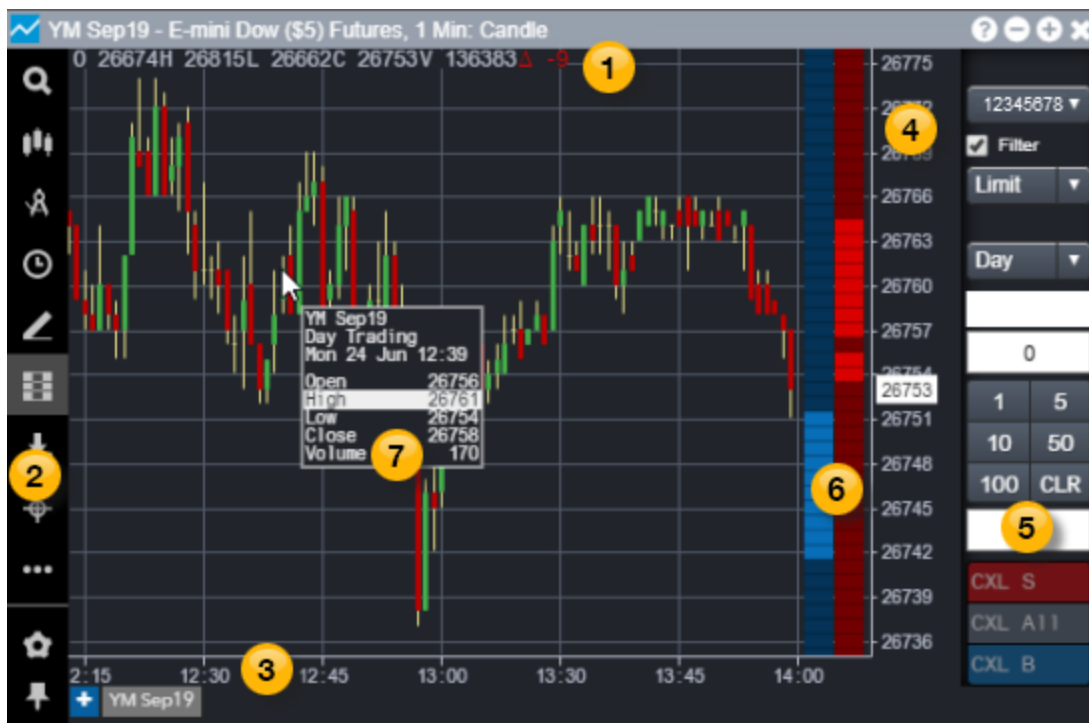 YM Sep19 - E-mini Dow ($5) Futures, 1 Min: Candle
O 26674H 26815L 26662C 26753V 136383Δ -9
1
26775
4
26766
26763
26760
26757
26754
26753
26751
26748
26745
26742
26739
26736
12345678
Filter
Limit
Day
0
1 5
10 50
100 CLR
5
CXL S
CXL All
CXL B
YM Sep19
Day Trading
Mon 24 Jun 12:39
Open 26756
High 26761
Low 26754
Close 26758
Volume 170
7
2
6
3
2:15 12:30 12:45 13:00 13:30 13:45 14:00
YM Sep19